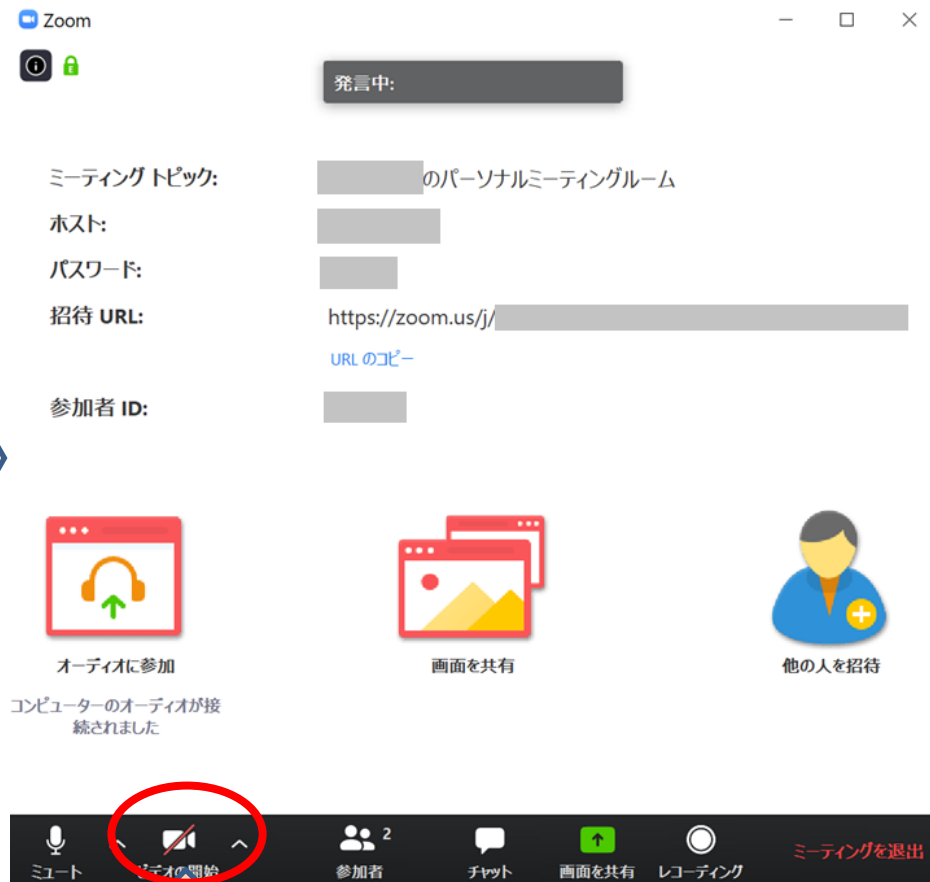 Zoom
発言中:
ミーティング トピック:
のパーソナルミーティングルーム
ホスト:
パスワード:
招待 URL:
https://zoom.us/j/
URL のコピー
参加者 ID:
オーディオに参加
画面を共有
他の人を招待
コンピューターのオーディオが接
続されました
2
ミュート
ビデオの開始
参加者
チャット
画面を共有
レコーディング
ミーティングを退出